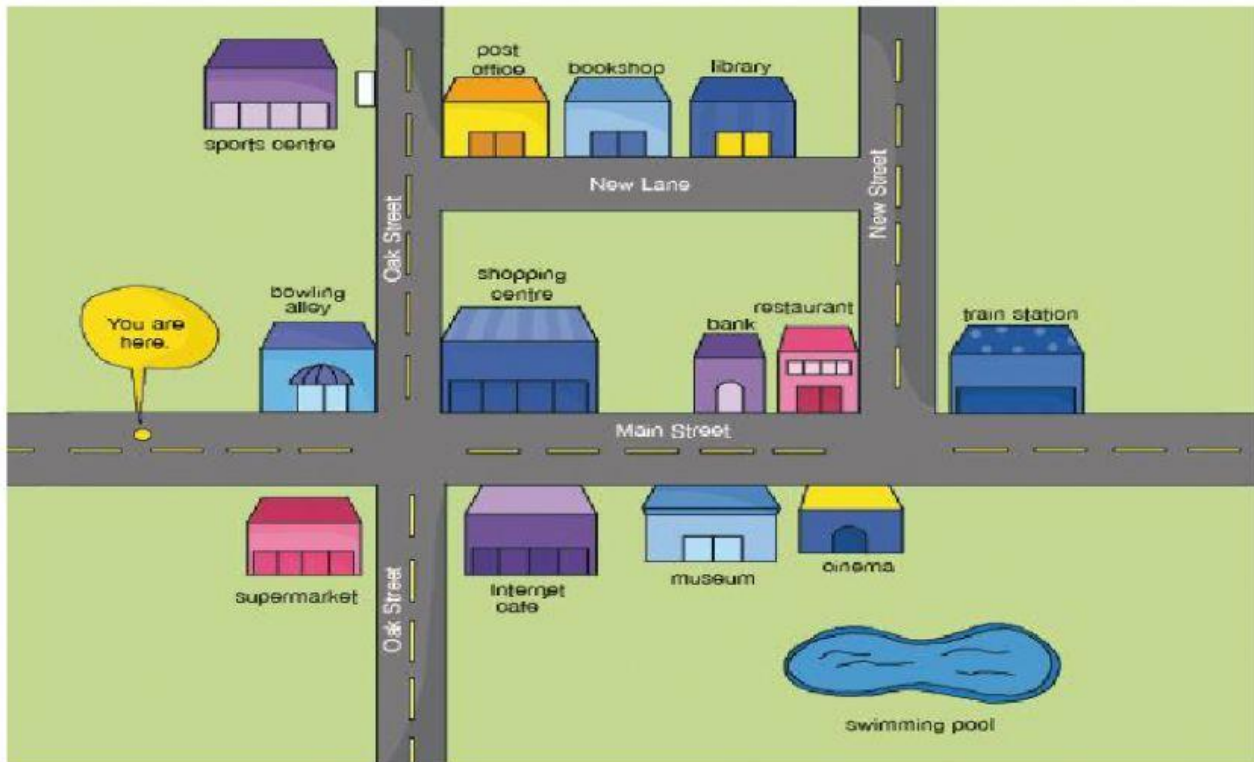 post
office
bookshop
library
sports centre
New Lane
Oak Street
New Street
You are
here.
bowling
alley
shopping
centre
bank
restaurant
train station
Main Street
supermarket
Oak Street
Internet
cafe
museum
cinema
swimming pool